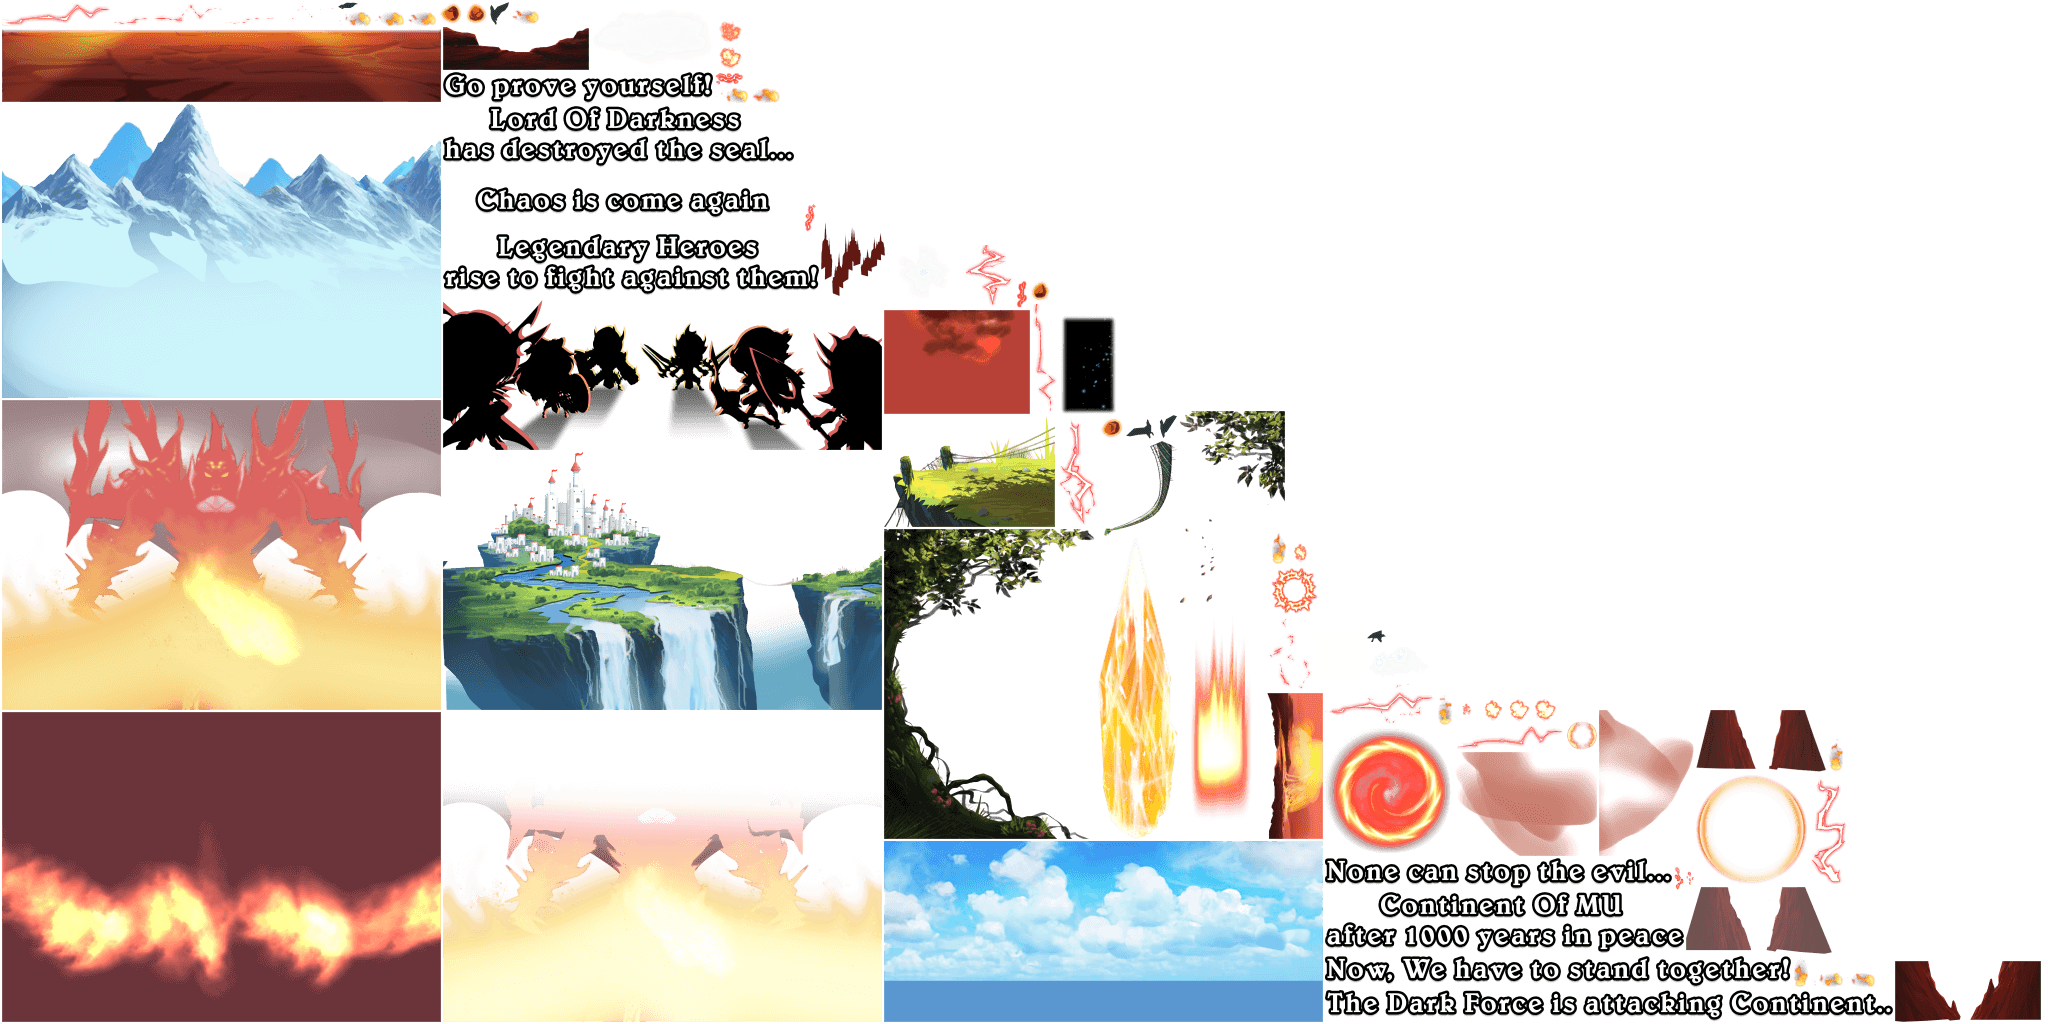 Go prove yourself!
Lord Of Darkness
has destroyed the seal...
Chaos is come again
Legendary Heroes
rise to fight against them!
None can stop the evil...
Continent Of MU
after 1000 years in peace
Now, We have to stand together!
The Dark Force is attacking Continent..